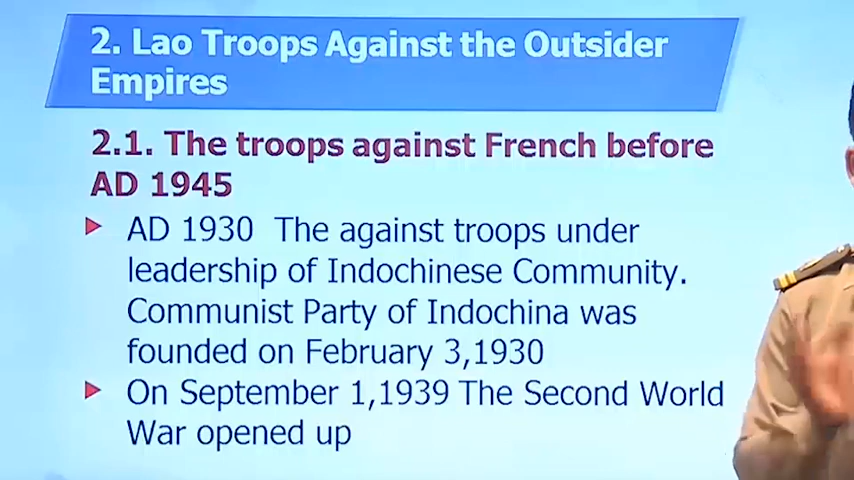 2. Lao Troops Against the Outsider
Empires
2.1. The troops against French before
AD 1945
AD 1930 The against troops under
leadership of Indochinese Community.
Communist Party of Indochina was
founded on February 3,1930
On September 1,1939 The Second World
War opened up